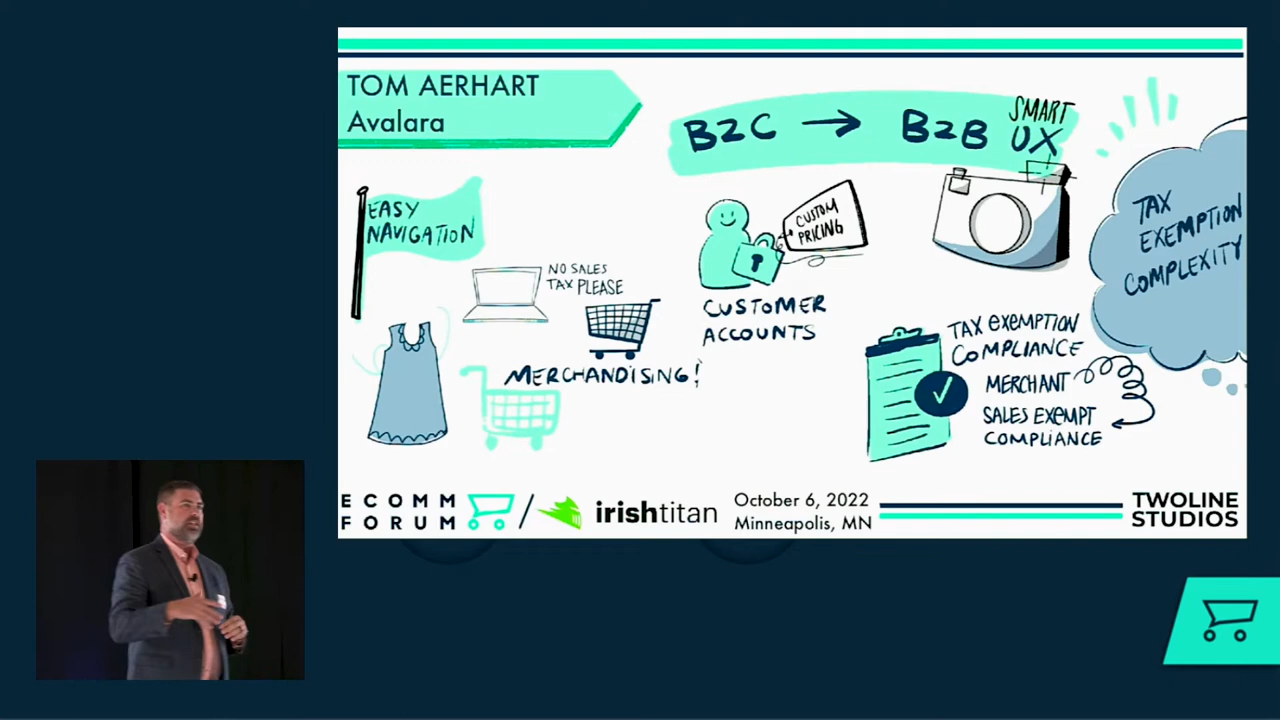 TOM AERHART
Avalara
B2C → B2B SMART UX
EASY
NAVIGATION
NO SALES
TAX PLEASE
MERCHANDISING!
CUSTOM
PRICING
CUSTOMER
ACCOUNTS
TAX
EXEMPTION
COMPLEXITY
TAX EXEMPTION
COMPLIANCE
MERCHANT
SALES EXEMPT
COMPLIANCE
ECOMM
FORUM
/
irishtitan
October 6, 2022
Minneapolis, MN
TWOLINE
STUDIOS